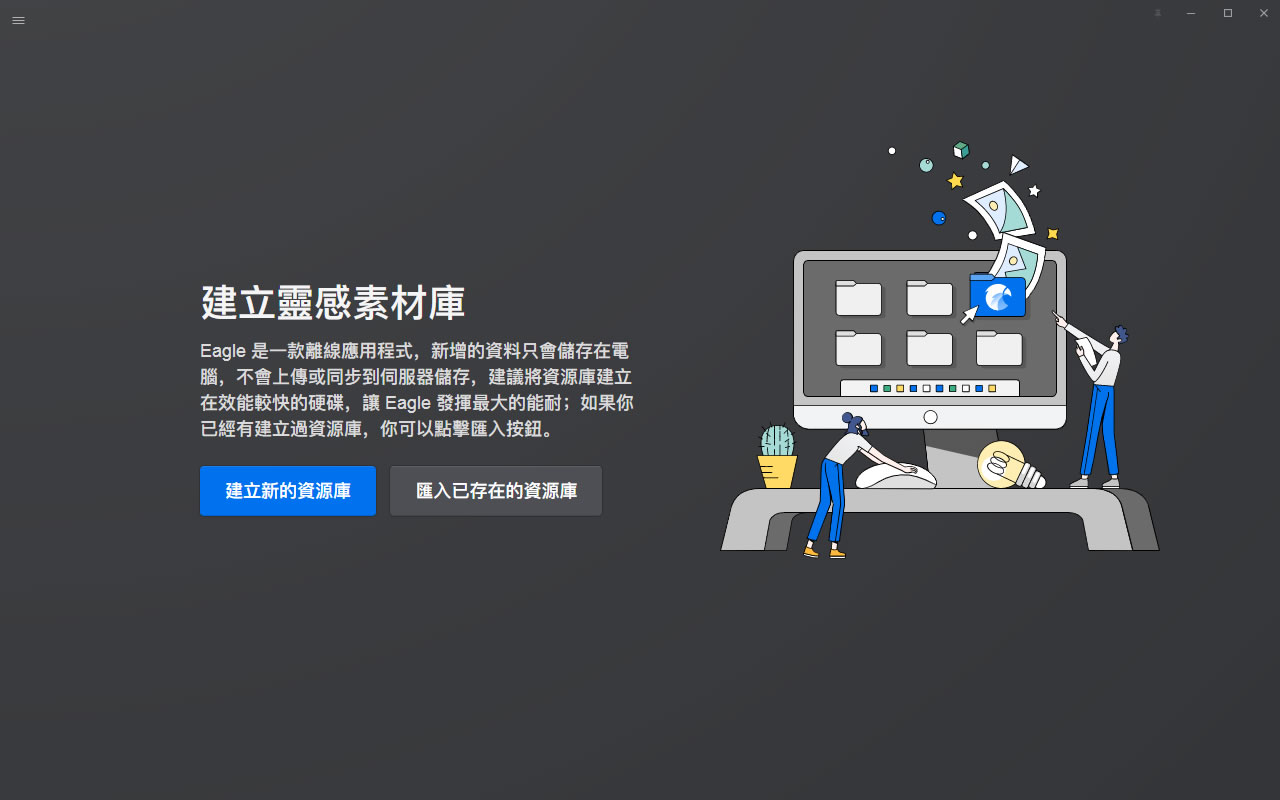 建立靈感素材庫
Eagle 是一款離線應用程式，新增的資料只會儲存在電
腦，不會上傳或同步到伺服器儲存，建議將資源庫建立
在效能較快的硬碟，讓 Eagle 發揮最大的能耐；如果你
已經有建立過資源庫，你可以點擊匯入按鈕。
建立新的資源庫
匯入已存在的資源庫